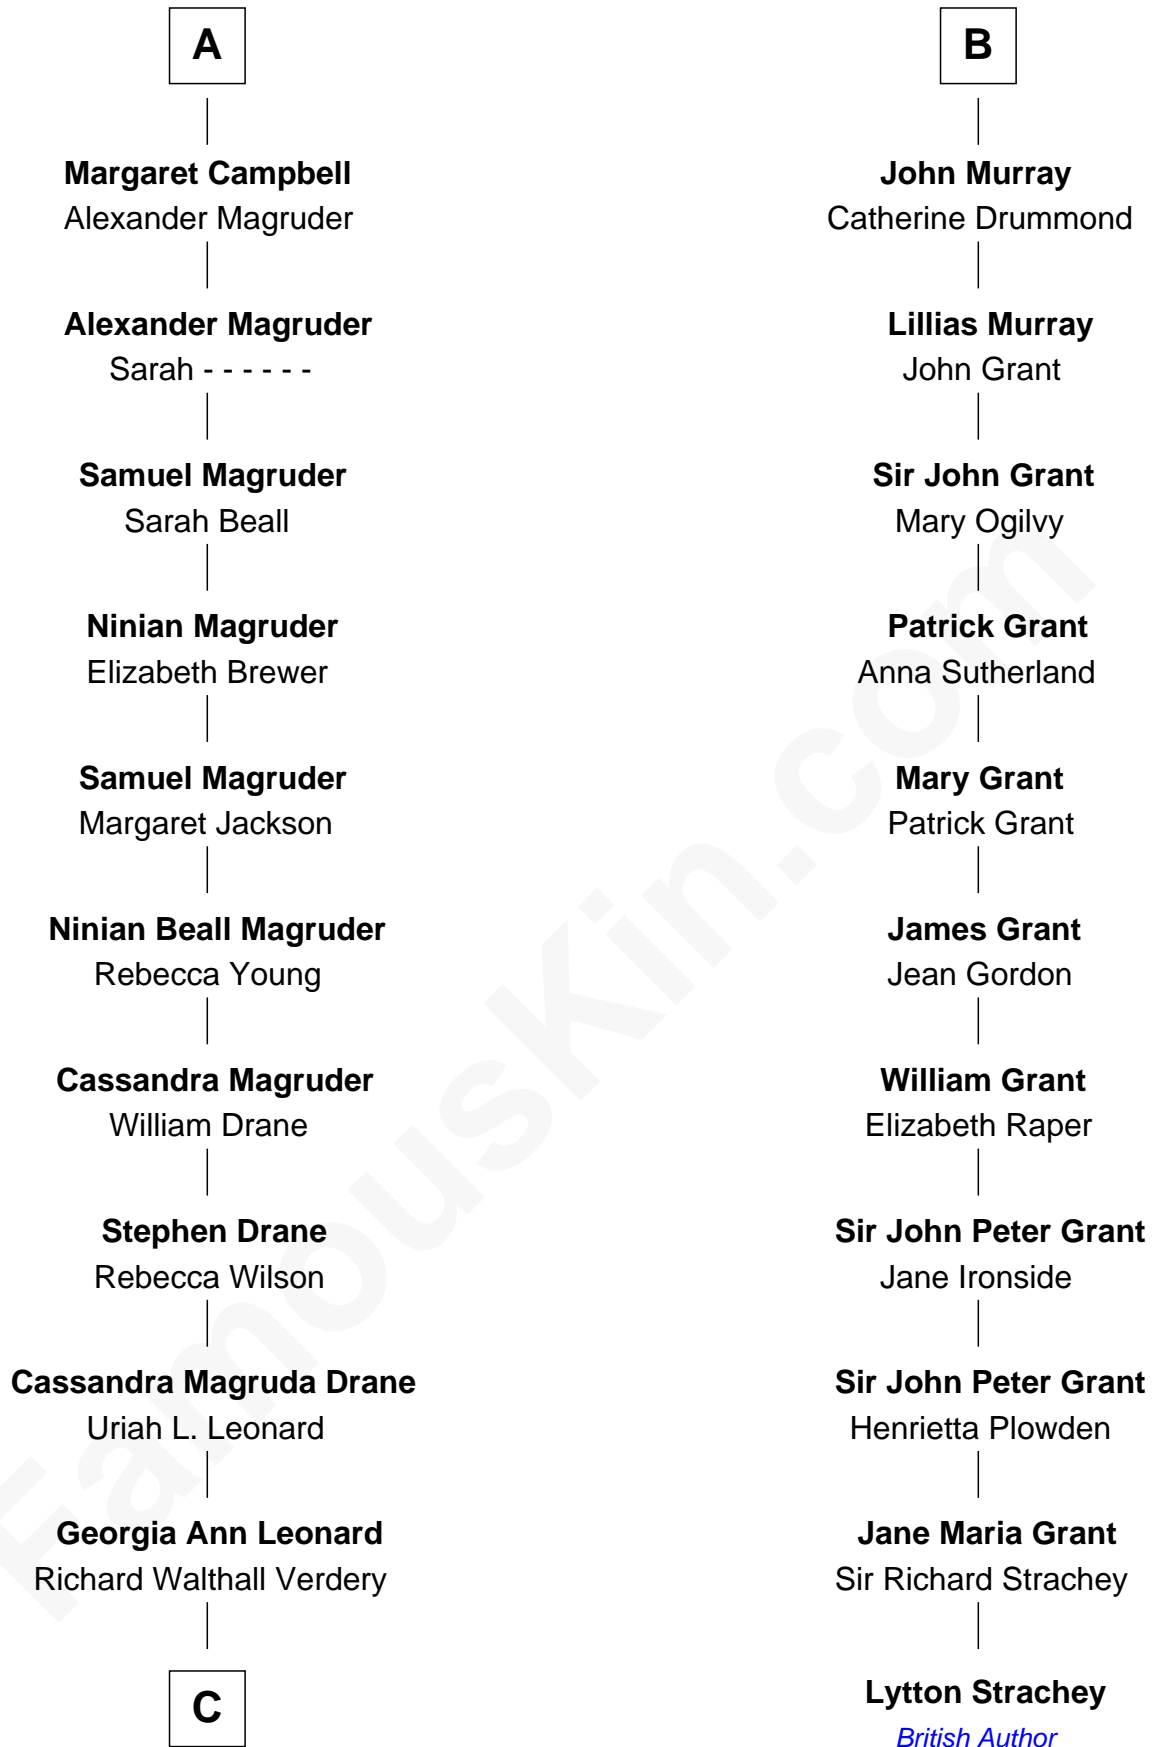 A
Margaret Campbell
Alexander Magruder
Alexander Magruder
Sarah - - - - - -
Samuel Magruder
Sarah Beall
Ninian Magruder
Elizabeth Brewer
Samuel Magruder
Margaret Jackson
Ninian Beall Magruder
Rebecca Young
Cassandra Magruder
William Drane
Stephen Drane
Rebecca Wilson
Cassandra Magruda Drane
Uriah L. Leonard
Georgia Ann Leonard
Richard Walthall Verdery
C
B
John Murray
Catherine Drummond
Lillias Murray
John Grant
Sir John Grant
Mary Ogilvy
Patrick Grant
Anna Sutherland
Mary Grant
Patrick Grant
James Grant
Jean Gordon
William Grant
Elizabeth Raper
Sir John Peter Grant
Jane Ironside
Sir John Peter Grant
Henrietta Plowden
Jane Maria Grant
Sir Richard Strachey
Lytton Strachey
British Author
FamousKin.com